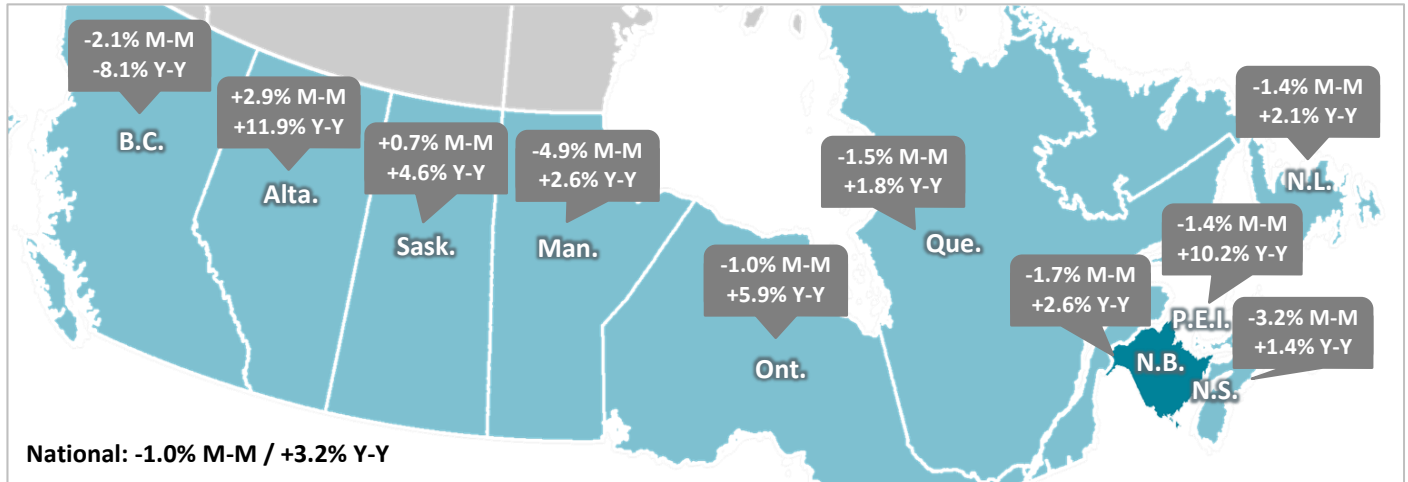 -2.1% M-M
-8.1% Y-Y
B.C.
+2.9% M-M
+11.9% Y-Y
Alta.
+0.7% M-M
+4.6% Y-Y
Sask.
-4.9% M-M
+2.6% Y-Y
Man.
-1.0% M-M
+5.9% Y-Y
Ont.
-1.5% M-M
+1.8% Y-Y
Que.
-1.4% M-M
+2.1% Y-Y
N.L.
-1.4% M-M
+10.2% Y-Y
P.E.I.
-1.7% M-M
+2.6% Y-Y
N.B.
-3.2% M-M
+1.4% Y-Y
N.S.
National: -1.0% M-M / +3.2% Y-Y